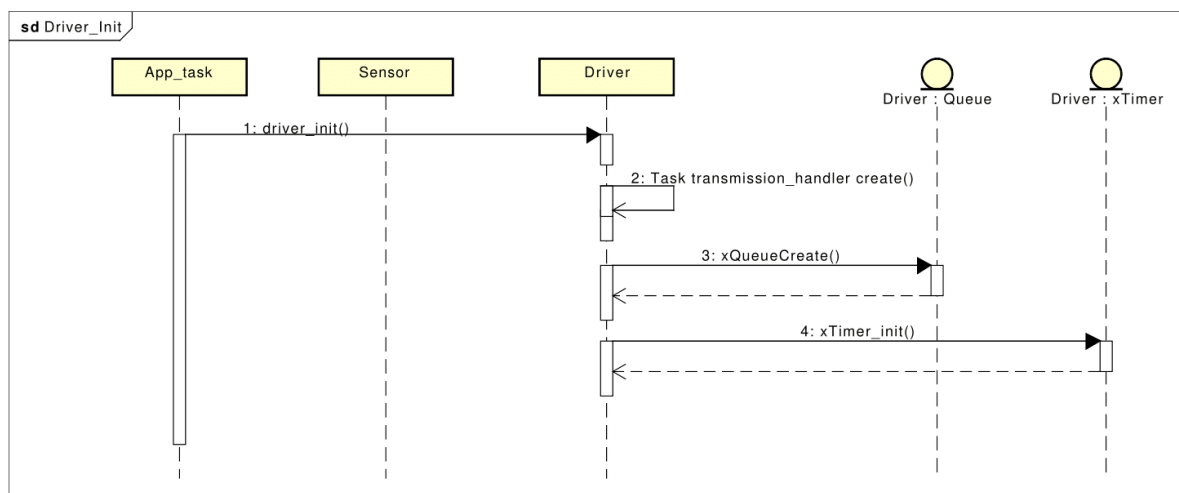 sd Driver_Init
App_task
Sensor
Driver
Driver : Queue
Driver : xTimer
1: driver_init()
2: Task transmission_handler create()
3: xQueueCreate()
4: xTimer_init()